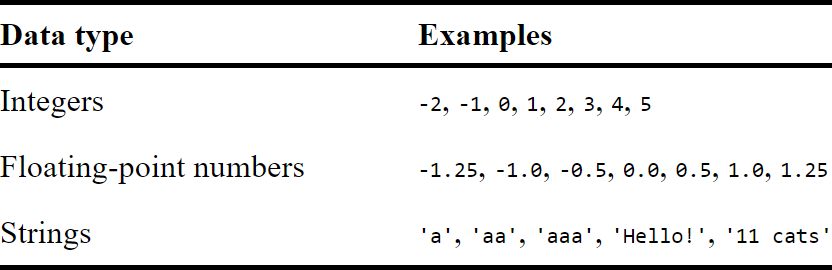 Data type Examples
Integers -2, -1, 0, 1, 2, 3, 4, 5
Floating-point numbers -1.25, -1.0, -0.5, 0.0, 0.5, 1.0, 1.25
Strings 'a', 'aa', 'aaa', 'Hello!', '11 cats'